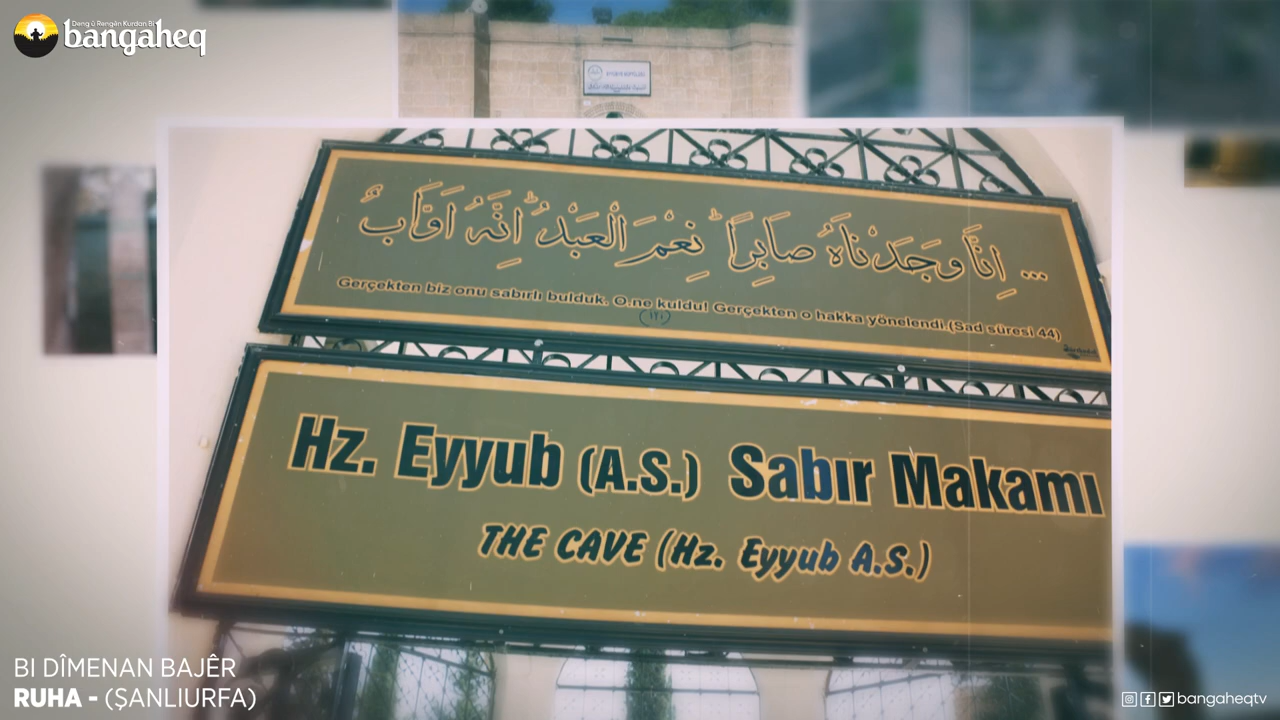 Deng û Rengên Kurdan Bi
bangaheq
... اِنَّا وَجَدْنَاهُ صَابِرًاؕ نِعْمَ الْعَبْدُؕ اِنَّهُٓ اَوَّابٌ
Gerçekten biz onu sabırlı bulduk. O.ne kuldu! Gerçekten o hakka yönelendi.(Sad süresi 44)
Hz. Eyyub (A.S.) Sabır Makamı
THE CAVE (Hz. Eyyub A.S.)
BI DÎMENAN BAJÊR
RUHA - (ŞANLIURFA)
bangaheqtv